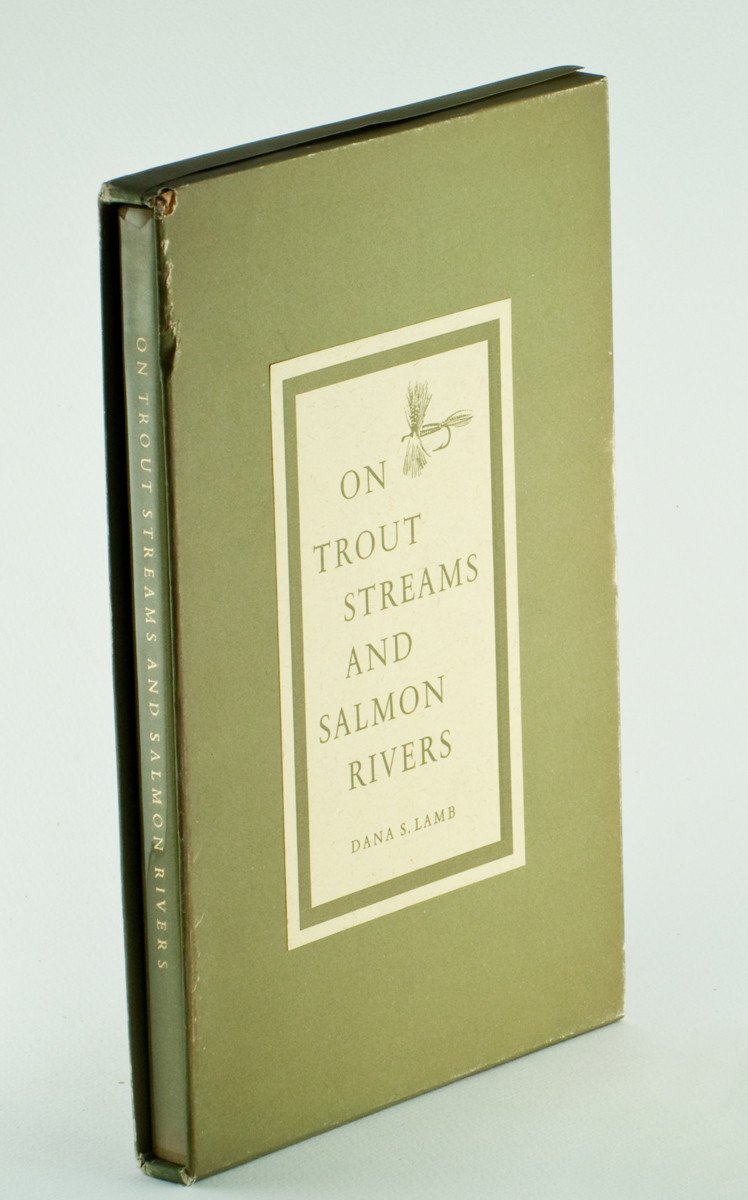 ON TROUT STREAMS AND SALMON RIVERS
ON
TROUT
STREAMS
AND
SALMON
RIVERS
DANA S. LAMB